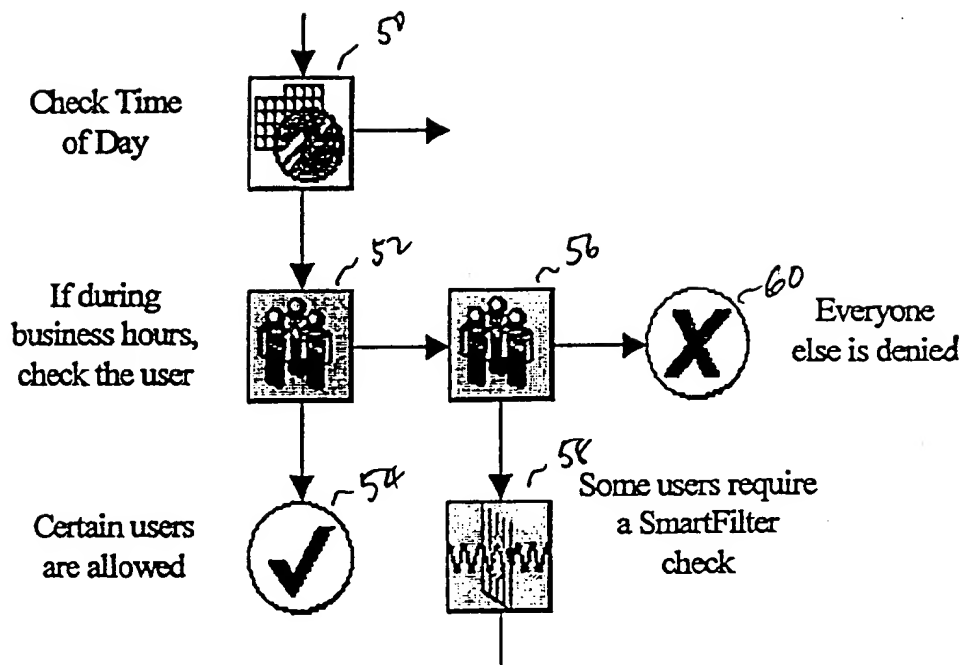 50
Check Time
of Day
52
56
60
If during
business hours,
check the user
Everyone
else is denied
54
58
Certain users
are allowed
Some users require
a SmartFilter
check